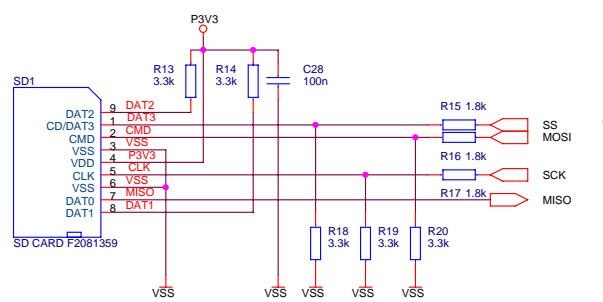 P3V3
R13
3.3k
R14
3.3k
C28
100n
SD1
DAT2 9 DAT2
CD/DAT3 1 DAT3
CMD 2 CMD
VSS 3 VSS
VDD 4 P3V3
CLK 5 CLK
VSS 6 VSS
DAT0 7 MISO
DAT1 8 DAT1
SD CARD F2081359
R15 1.8k
SS
MOSI
R16 1.8k
SCK
R17 1.8k
MISO
R18
3.3k
R19
3.3k
R20
3.3k
VSS
VSS
VSS
VSS
VSS